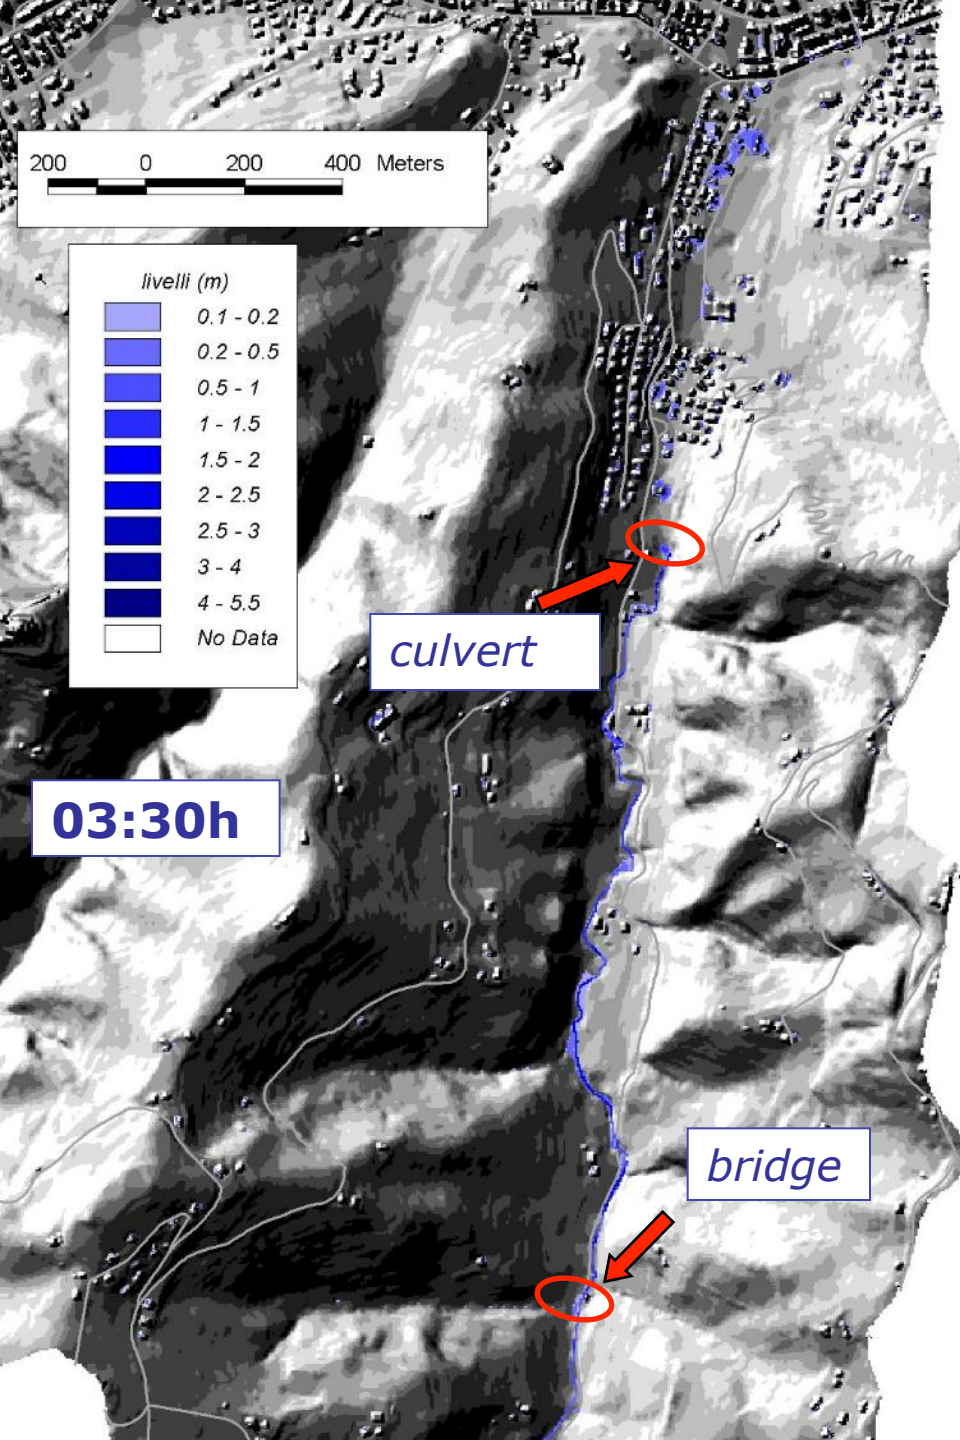 200 0 200 400 Meters
livelli (m)
0.1 - 0.2
0.2 - 0.5
0.5 - 1
1 - 1.5
1.5 - 2
2 - 2.5
2.5 - 3
3 - 4
4 - 5.5
No Data
culvert
03:30h
bridge